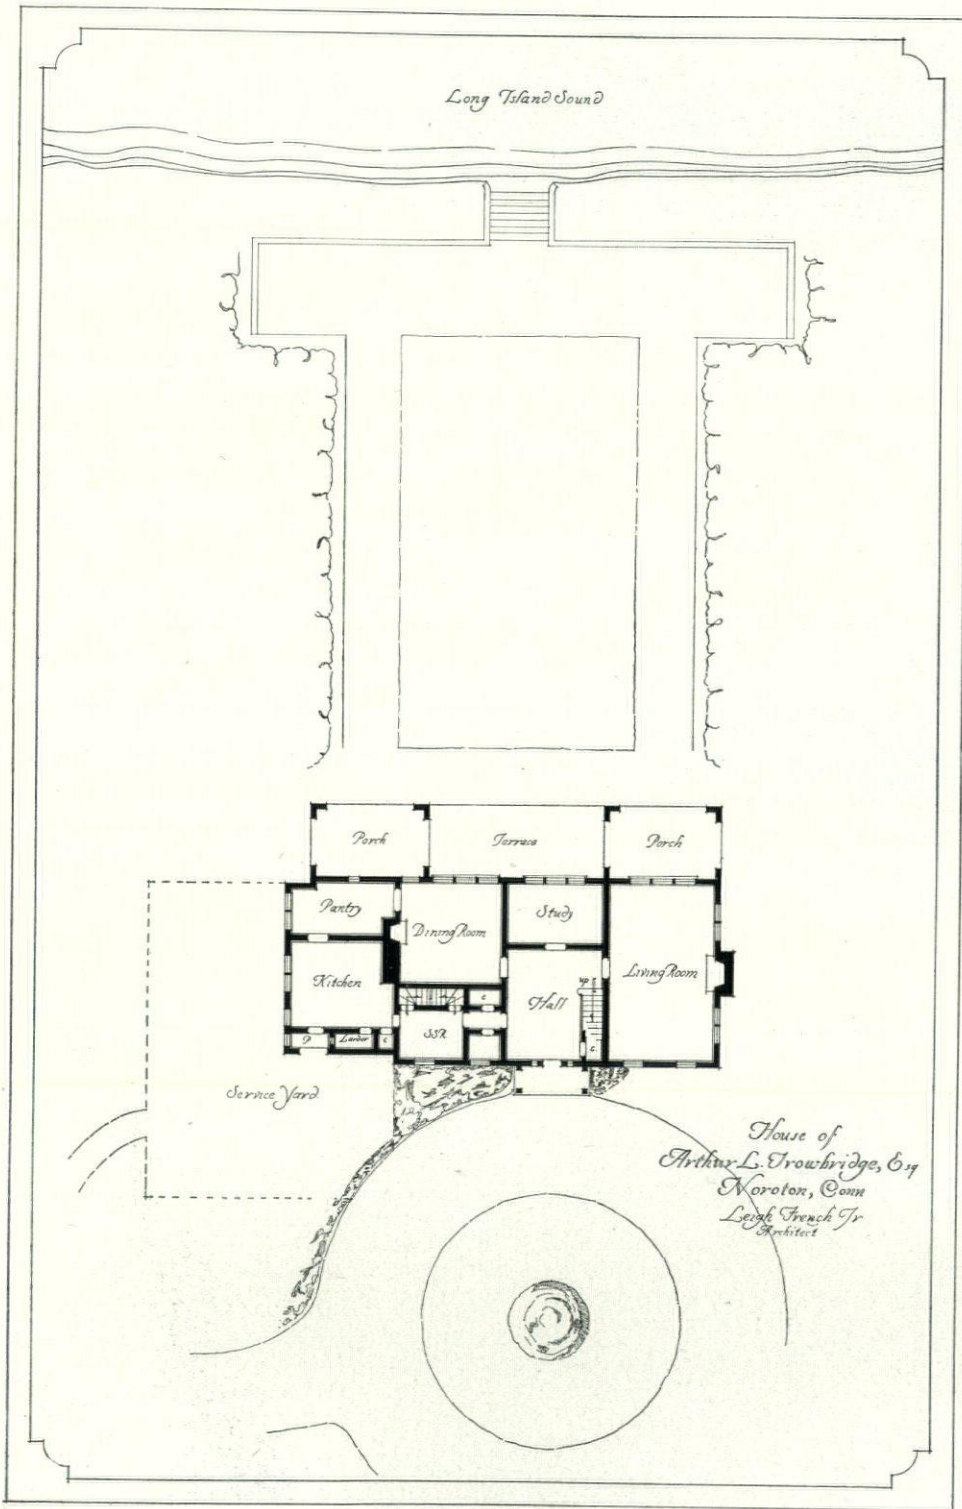 Long Island Sound
Porch
Terrace
Porch
Pantry
Dining Room
Study
Kitchen
Hall
up
Living Room
c
P
Larder
c
SSR
c
Service Yard
House of
Arthur L. Trowbridge, Esq
Noroton, Conn
Leigh French Jr
Architect